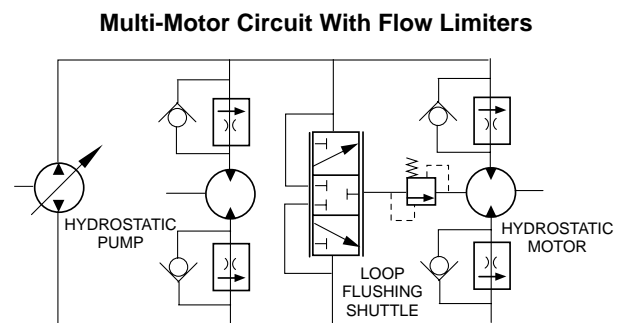 Multi-Motor Circuit With Flow Limiters
HYDROSTATIC
PUMP
HYDROSTATIC
MOTOR
LOOP
FLUSHING
SHUTTLE